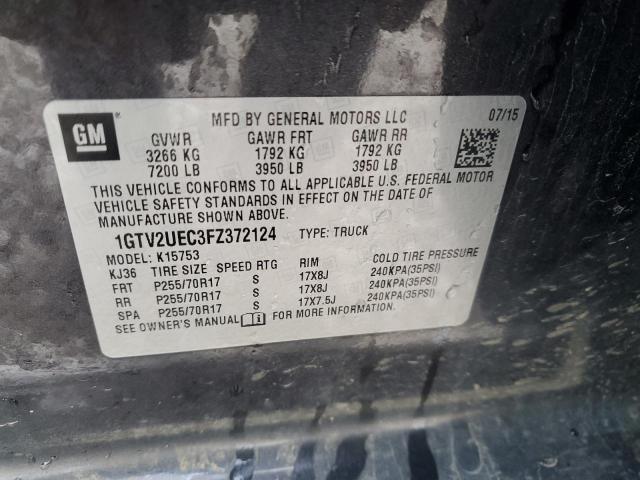 GM
MFD BY GENERAL MOTORS LLC 07/15
GVWR GAWR FRT GAWR RR
3266 KG 1792 KG 1792 KG
7200 LB 3950 LB 3950 LB
THIS VEHICLE CONFORMS TO ALL APPLICABLE U.S. FEDERAL MOTOR
VEHICLE SAFETY STANDARDS IN EFFECT ON THE DATE OF
MANUFACTURE SHOWN ABOVE.
1GTV2UEC3FZ372124 TYPE: TRUCK
MODEL: K15753
KJ36 TIRE SIZE SPEED RTG RIM COLD TIRE PRESSURE
FRT P255/70R17 S 17X8J 240KPA(35PSI)
RR P255/70R17 S 17X8J 240KPA(35PSI)
SPA P255/70R17 S 17X7.5J 240KPA(35PSI)
SEE OWNER'S MANUAL FOR MORE INFORMATION.